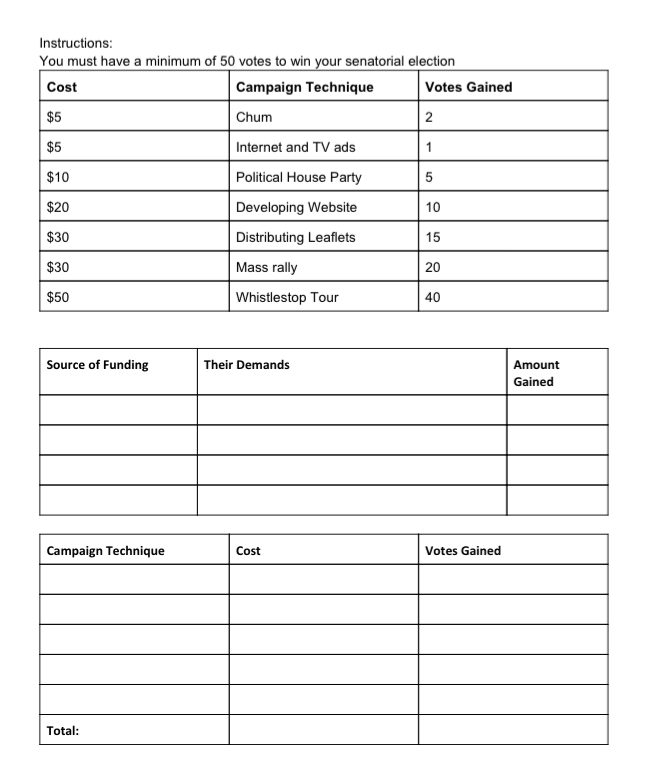 Instructions:
You must have a minimum of 50 votes to win your senatorial election
Cost Campaign Technique Votes Gained
$5 Chum 2
$5 Internet and TV ads 1
$10 Political House Party 5
$20 Developing Website 10
$30 Distributing Leaflets 15
$30 Mass rally 20
$50 Whistlestop Tour 40
Source of Funding Their Demands Amount
Gained
Campaign Technique Cost Votes Gained
Total: